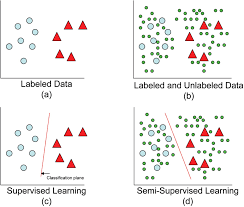 Labeled Data
(a)
Labeled and Unlabeled Data
(b)
Classification plane
Supervised Learning
(c)
Semi-Supervised Learning
(d)